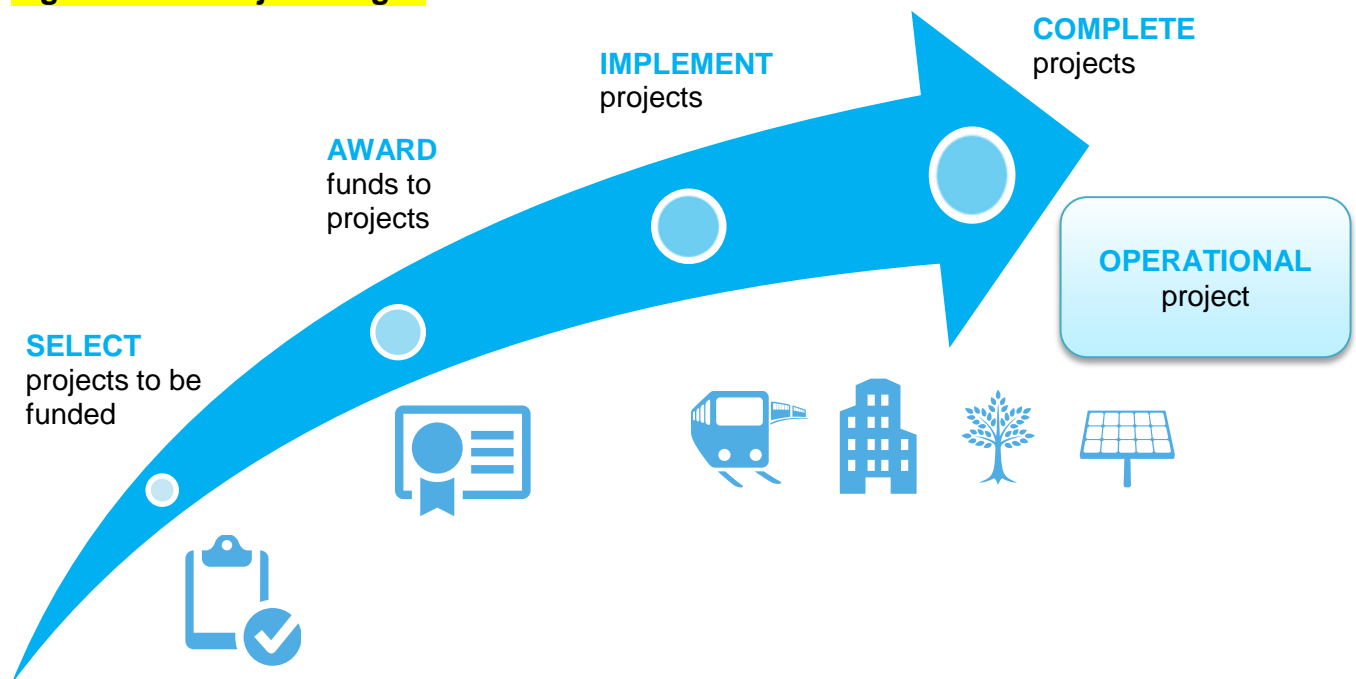 SELECT
projects to be
funded
AWARD
funds to
projects
IMPLEMENT
projects
COMPLETE
projects
OPERATIONAL
project